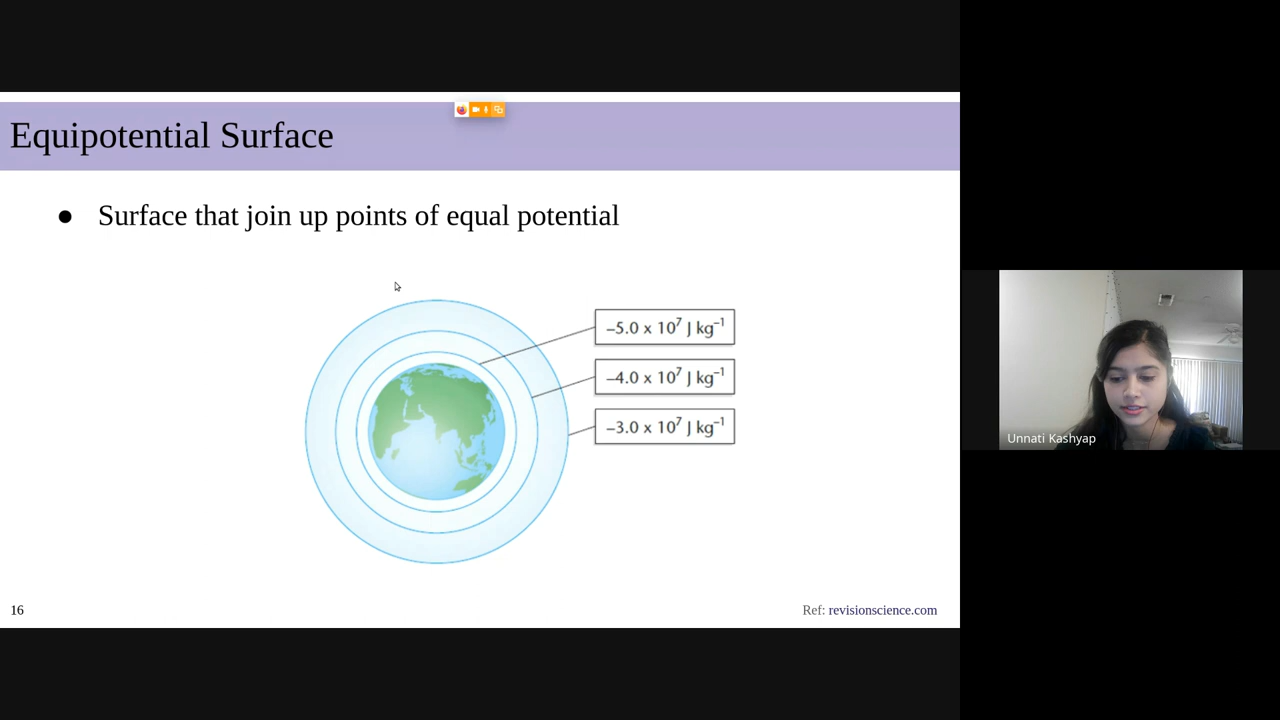 Equipotential Surface
● Surface that join up points of equal potential
–5.0 x 10⁷ J kg⁻¹
–4.0 x 10⁷ J kg⁻¹
–3.0 x 10⁷ J kg⁻¹
Unnati Kashyap
16
Ref: revisionscience.com